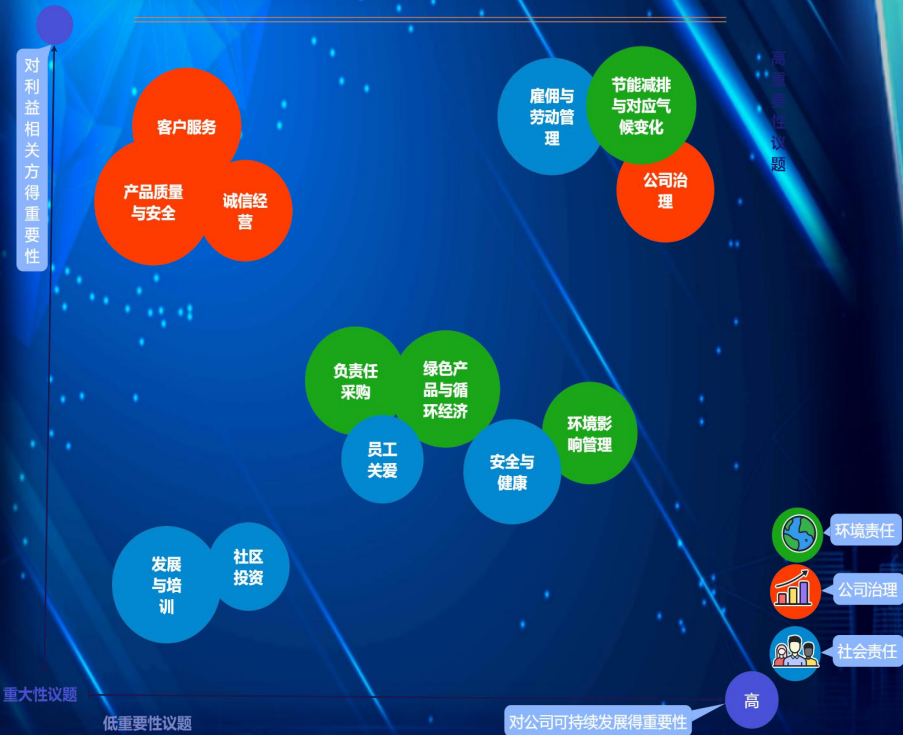 对
利
益
相
关
方
得
重
要
性
客户服务
产品质量
与安全
诚信经
营
雇佣与
劳动管
理
节能减排
与对应气
候变化
公司治
理
高
重
要
性
议
题
负责任
采购
绿色产
品与循
环经济
员工
关爱
安全与
健康
环境影
响管理
发展
与培
训
社区
投资
环境责任
公司治理
社会责任
重大性议题
低重要性议题
对公司可持续发展得重要性
高